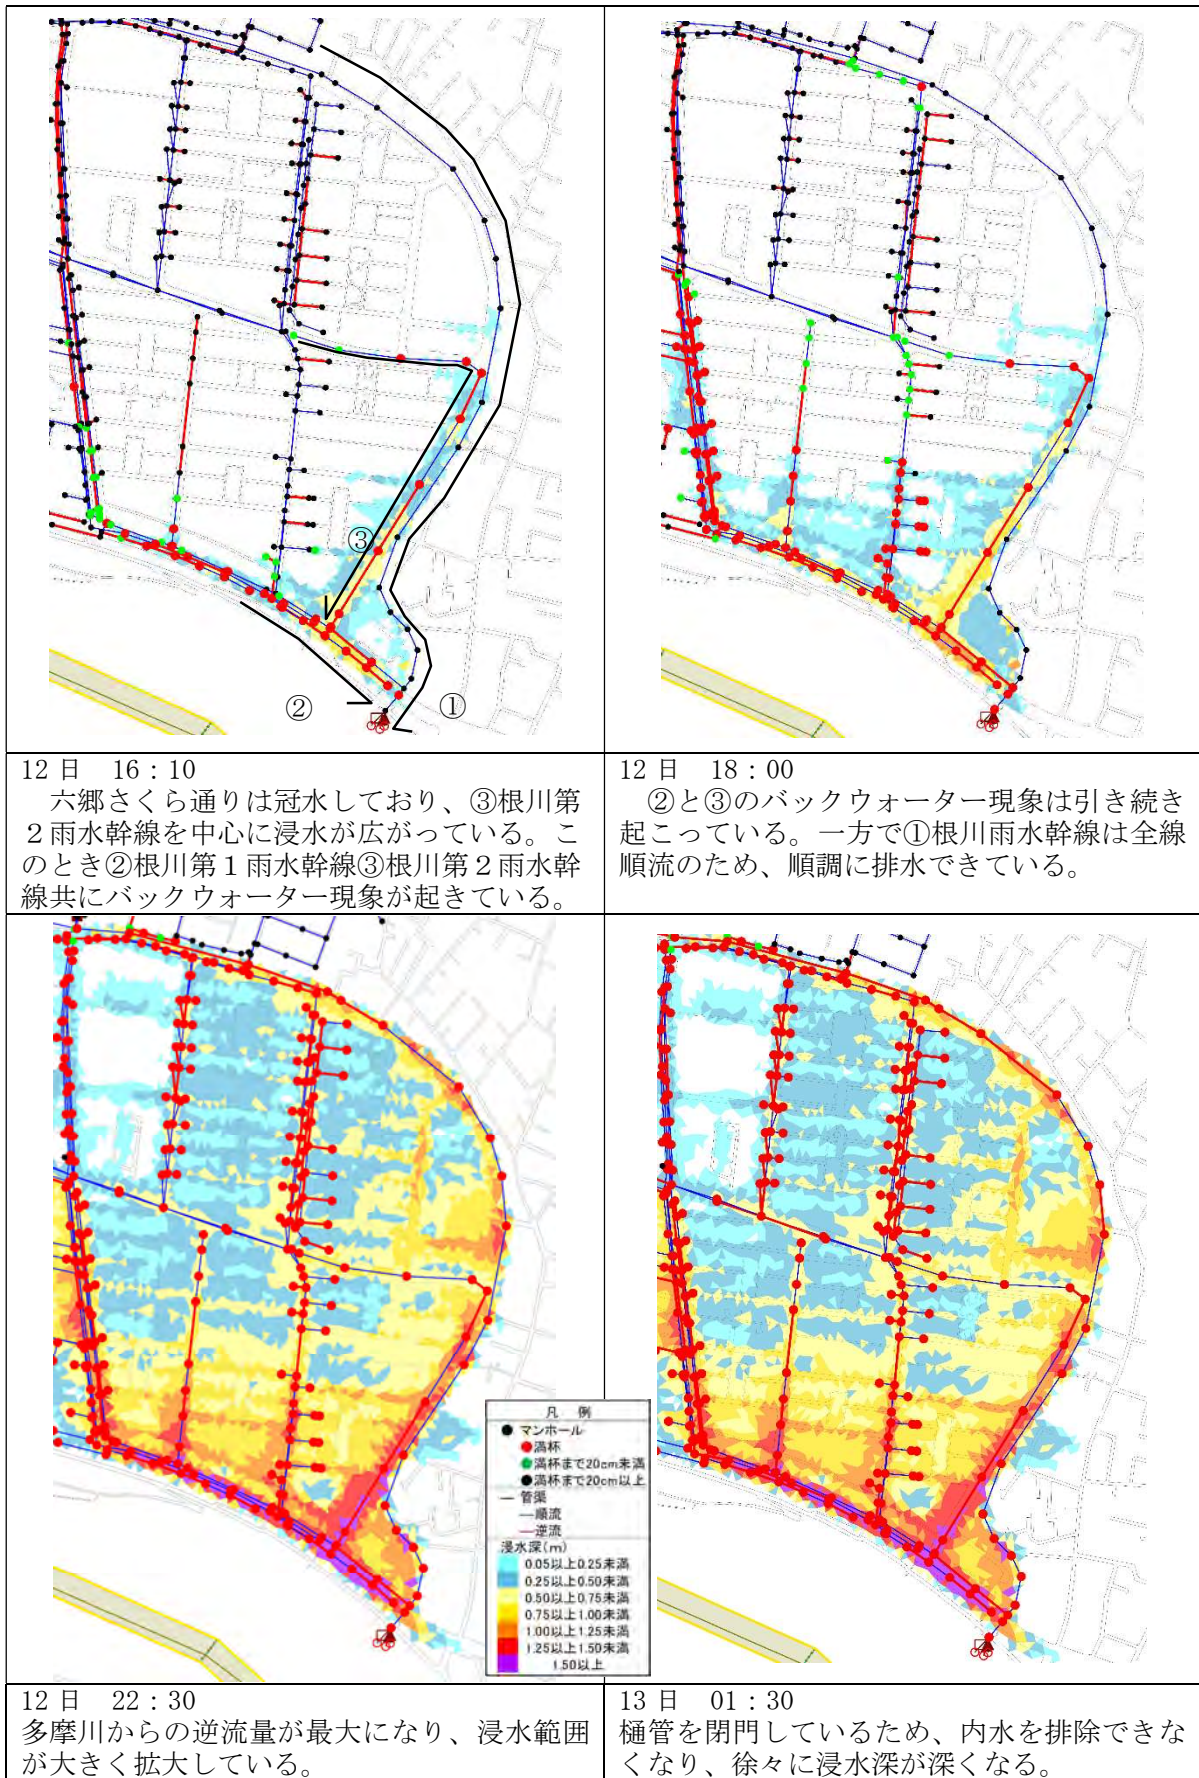 ③
②
①
12日　16：10
六郷さくら通りは冠水しており、③根川第
２雨水幹線を中心に浸水が広がっている。こ
のとき②根川第１雨水幹線③根川第２雨水幹
線共にバックウォーター現象が起きている。
12日　18：00
②と③のバックウォーター現象は引き続き
起こっている。一方で①根川雨水幹線は全線
順流のため、順調に排水できている。
凡　例
マンホール
満杯
満杯まで20cm未満
満杯まで20cm以上
管渠
順流
逆流
浸水深(m)
0.05以上0.25未満
0.25以上0.50未満
0.50以上0.75未満
0.75以上1.00未満
1.00以上1.25未満
1.25以上1.50未満
1.50以上
12日　22：30
多摩川からの逆流量が最大になり、浸水範囲
が大きく拡大している。
13日　01：30
樋管を閉門しているため、内水を排除できな
くなり、徐々に浸水深が深くなる。